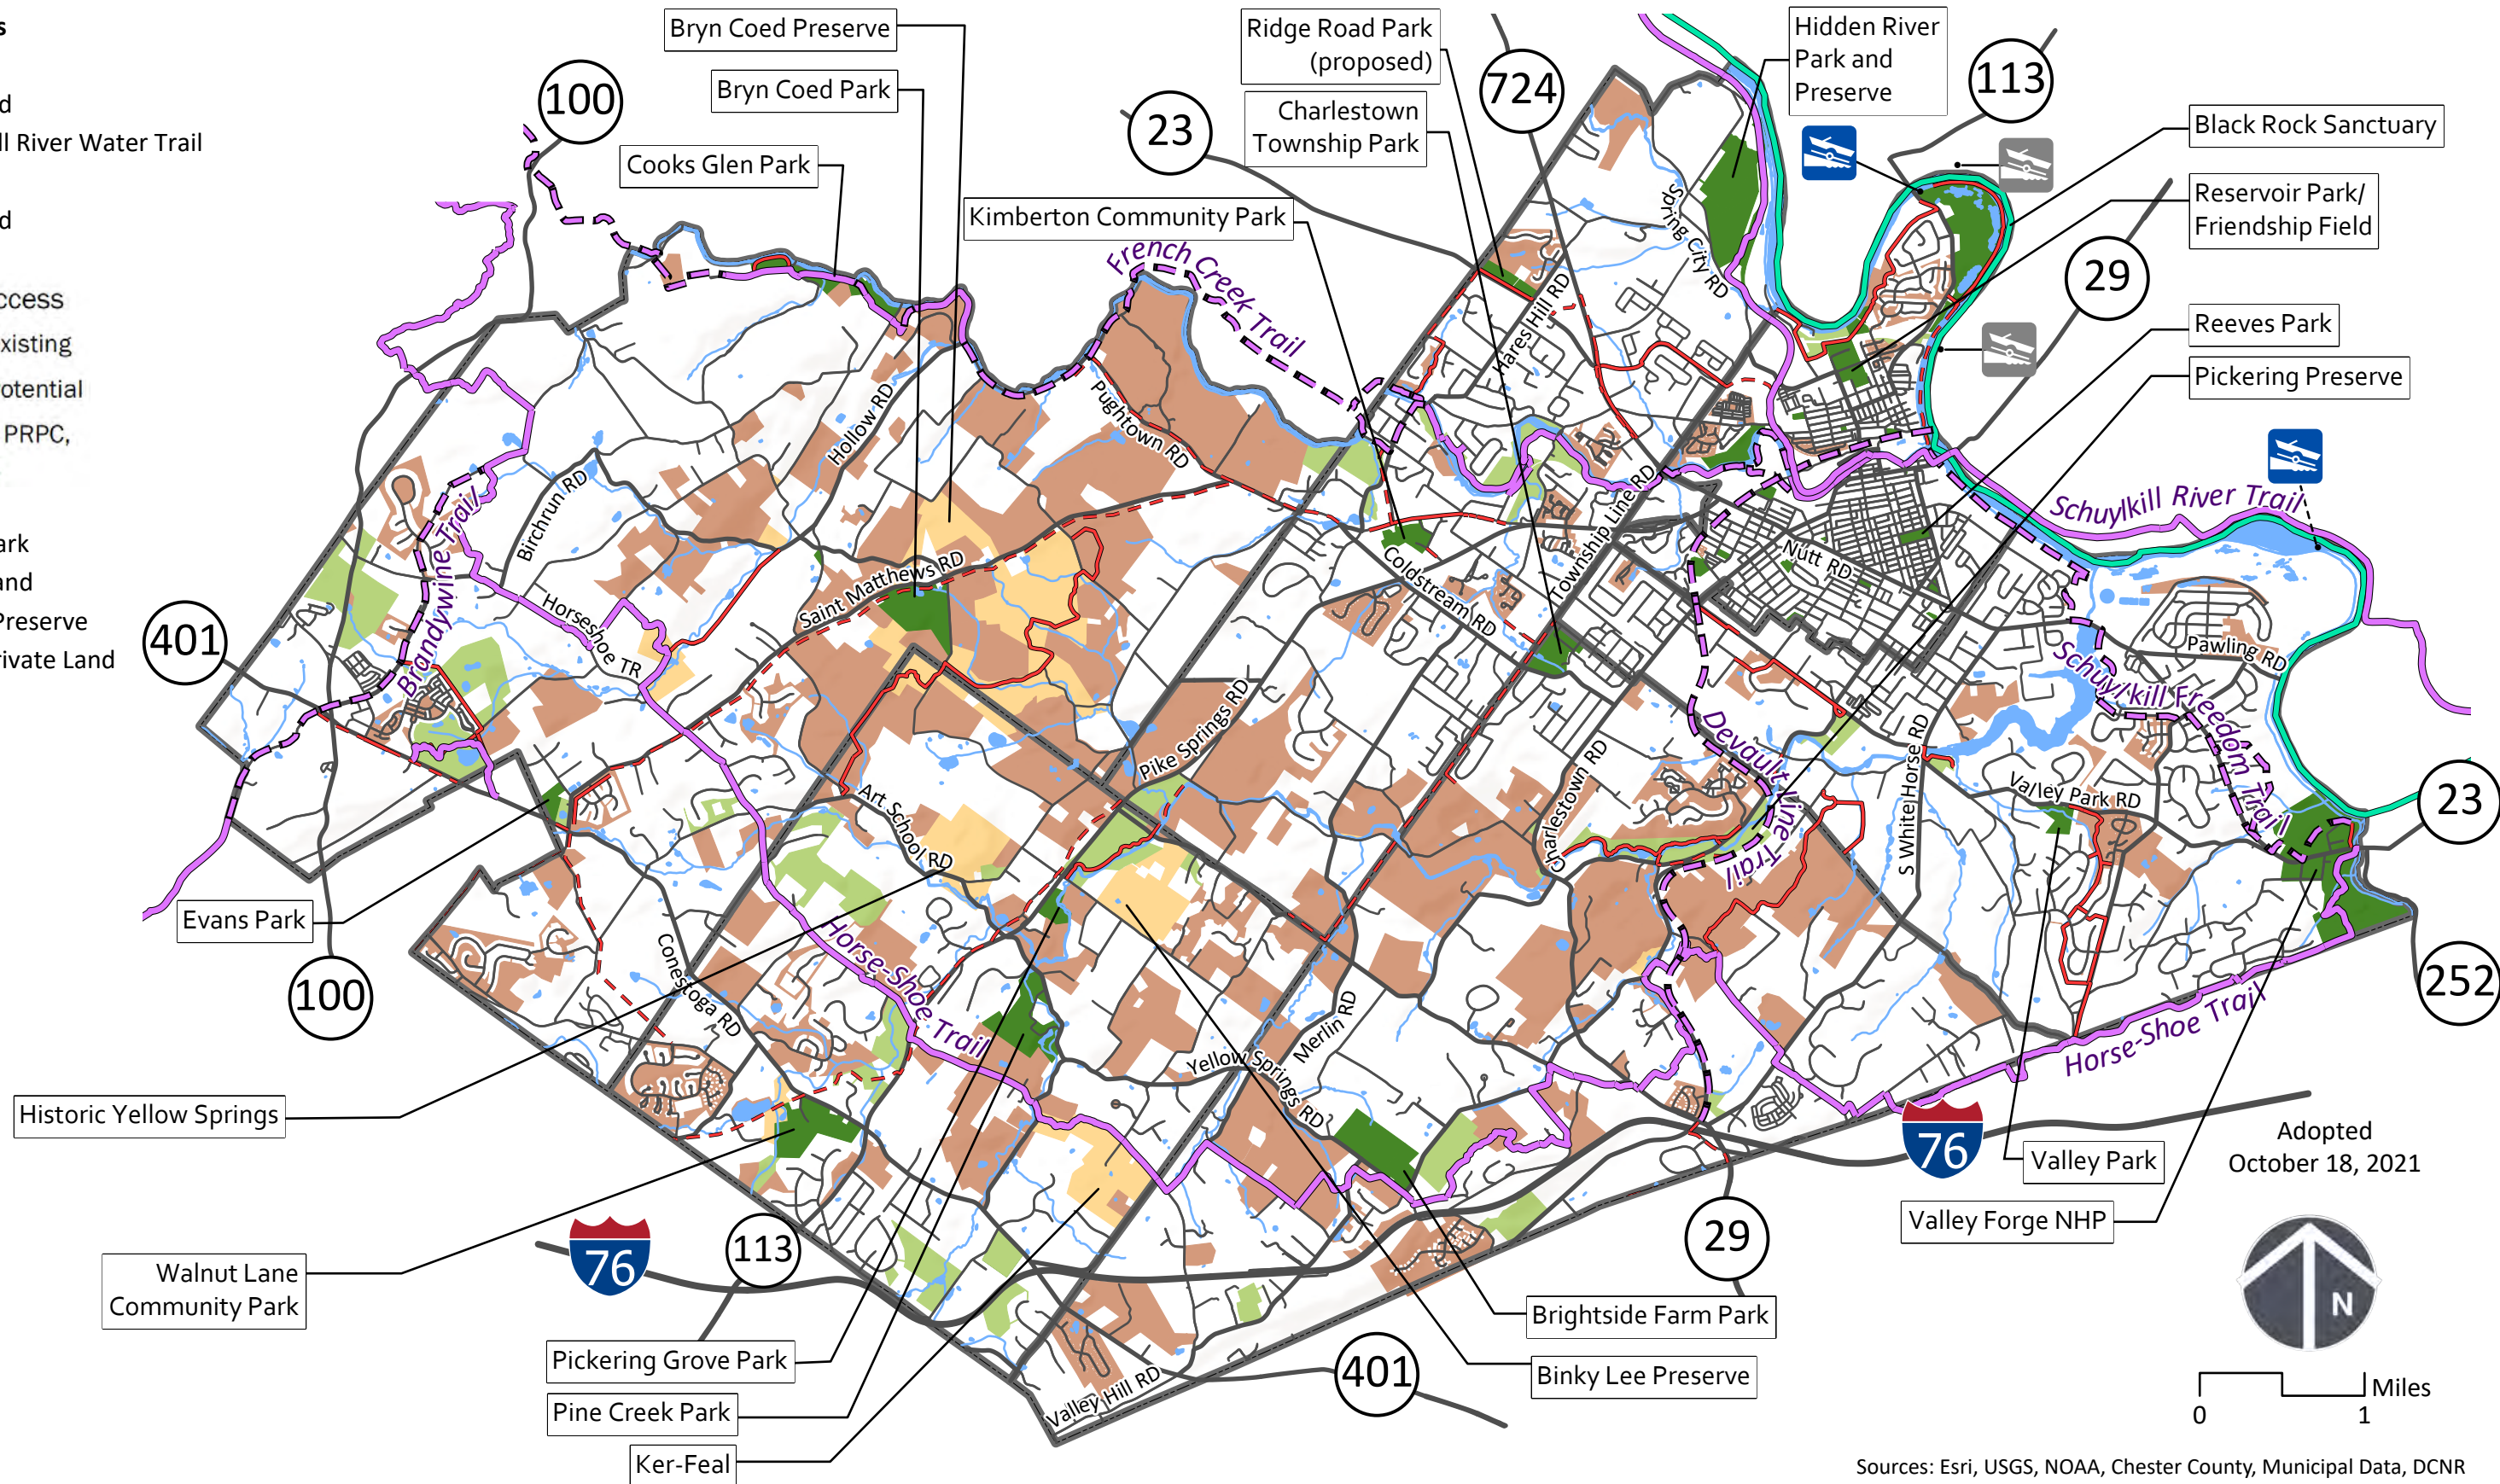 s
d
ll River Water Trail
d
ccess
xisting
otential
PRPC,
ark
and
Preserve
rivate Land
Bryn Coed Preserve
Bryn Coed Park
Cooks Glen Park
Ridge Road Park
(proposed)
Charlestown
Township Park
Kimberton Community Park
Hidden River
Park and
Preserve
Black Rock Sanctuary
Reservoir Park/
Friendship Field
Reeves Park
Pickering Preserve
100
23
724
113
29
401
100
23
252
French Creek Trail
Spring City RD
Hares Hill RD
Pughtown RD
Hollow RD
Birchrun RD
Brandywine Trail
Horseshoe TR
Saint Matthews RD
Coldstream RD
Township Line RD
Nutt RD
Schuylkill River Trail
Pawling RD
Schuylkill Freedom Trail
Devault Line Trail
Pike Springs RD
Charlestown RD
S White Horse RD
Valley Park RD
Art School RD
Conestoga RD
Horse-Shoe Trail
Merlin RD
Yellow Springs RD
Horse-Shoe Trail
Valley Hill RD
Evans Park
Historic Yellow Springs
Walnut Lane
Community Park
76
113
Pickering Grove Park
Pine Creek Park
Ker-Feal
401
29
76
Brightside Farm Park
Binky Lee Preserve
Valley Park
Valley Forge NHP
Adopted
October 18, 2021
N
Miles
0 1
Sources: Esri, USGS, NOAA, Chester County, Municipal Data, DCNR